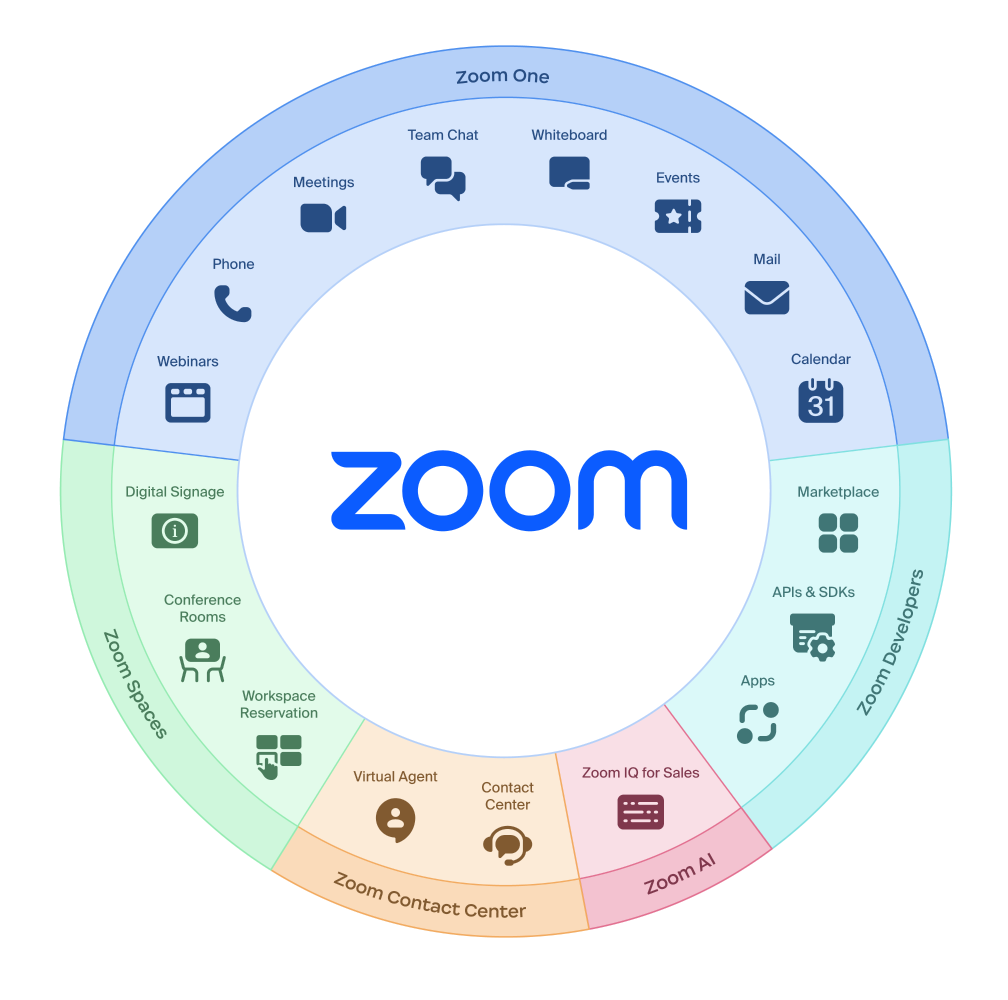 Zoom One
Team Chat
Whiteboard
Meetings
Events
Phone
Mail
Webinars
Calendar
31
zoom
Digital Signage
i
Conference
Rooms
Workspace
Reservation
Zoom Spaces
Marketplace
APIs & SDKs
Apps
Zoom Developers
Virtual Agent
Contact
Center
Zoom Contact Center
Zoom IQ for Sales
Zoom AI